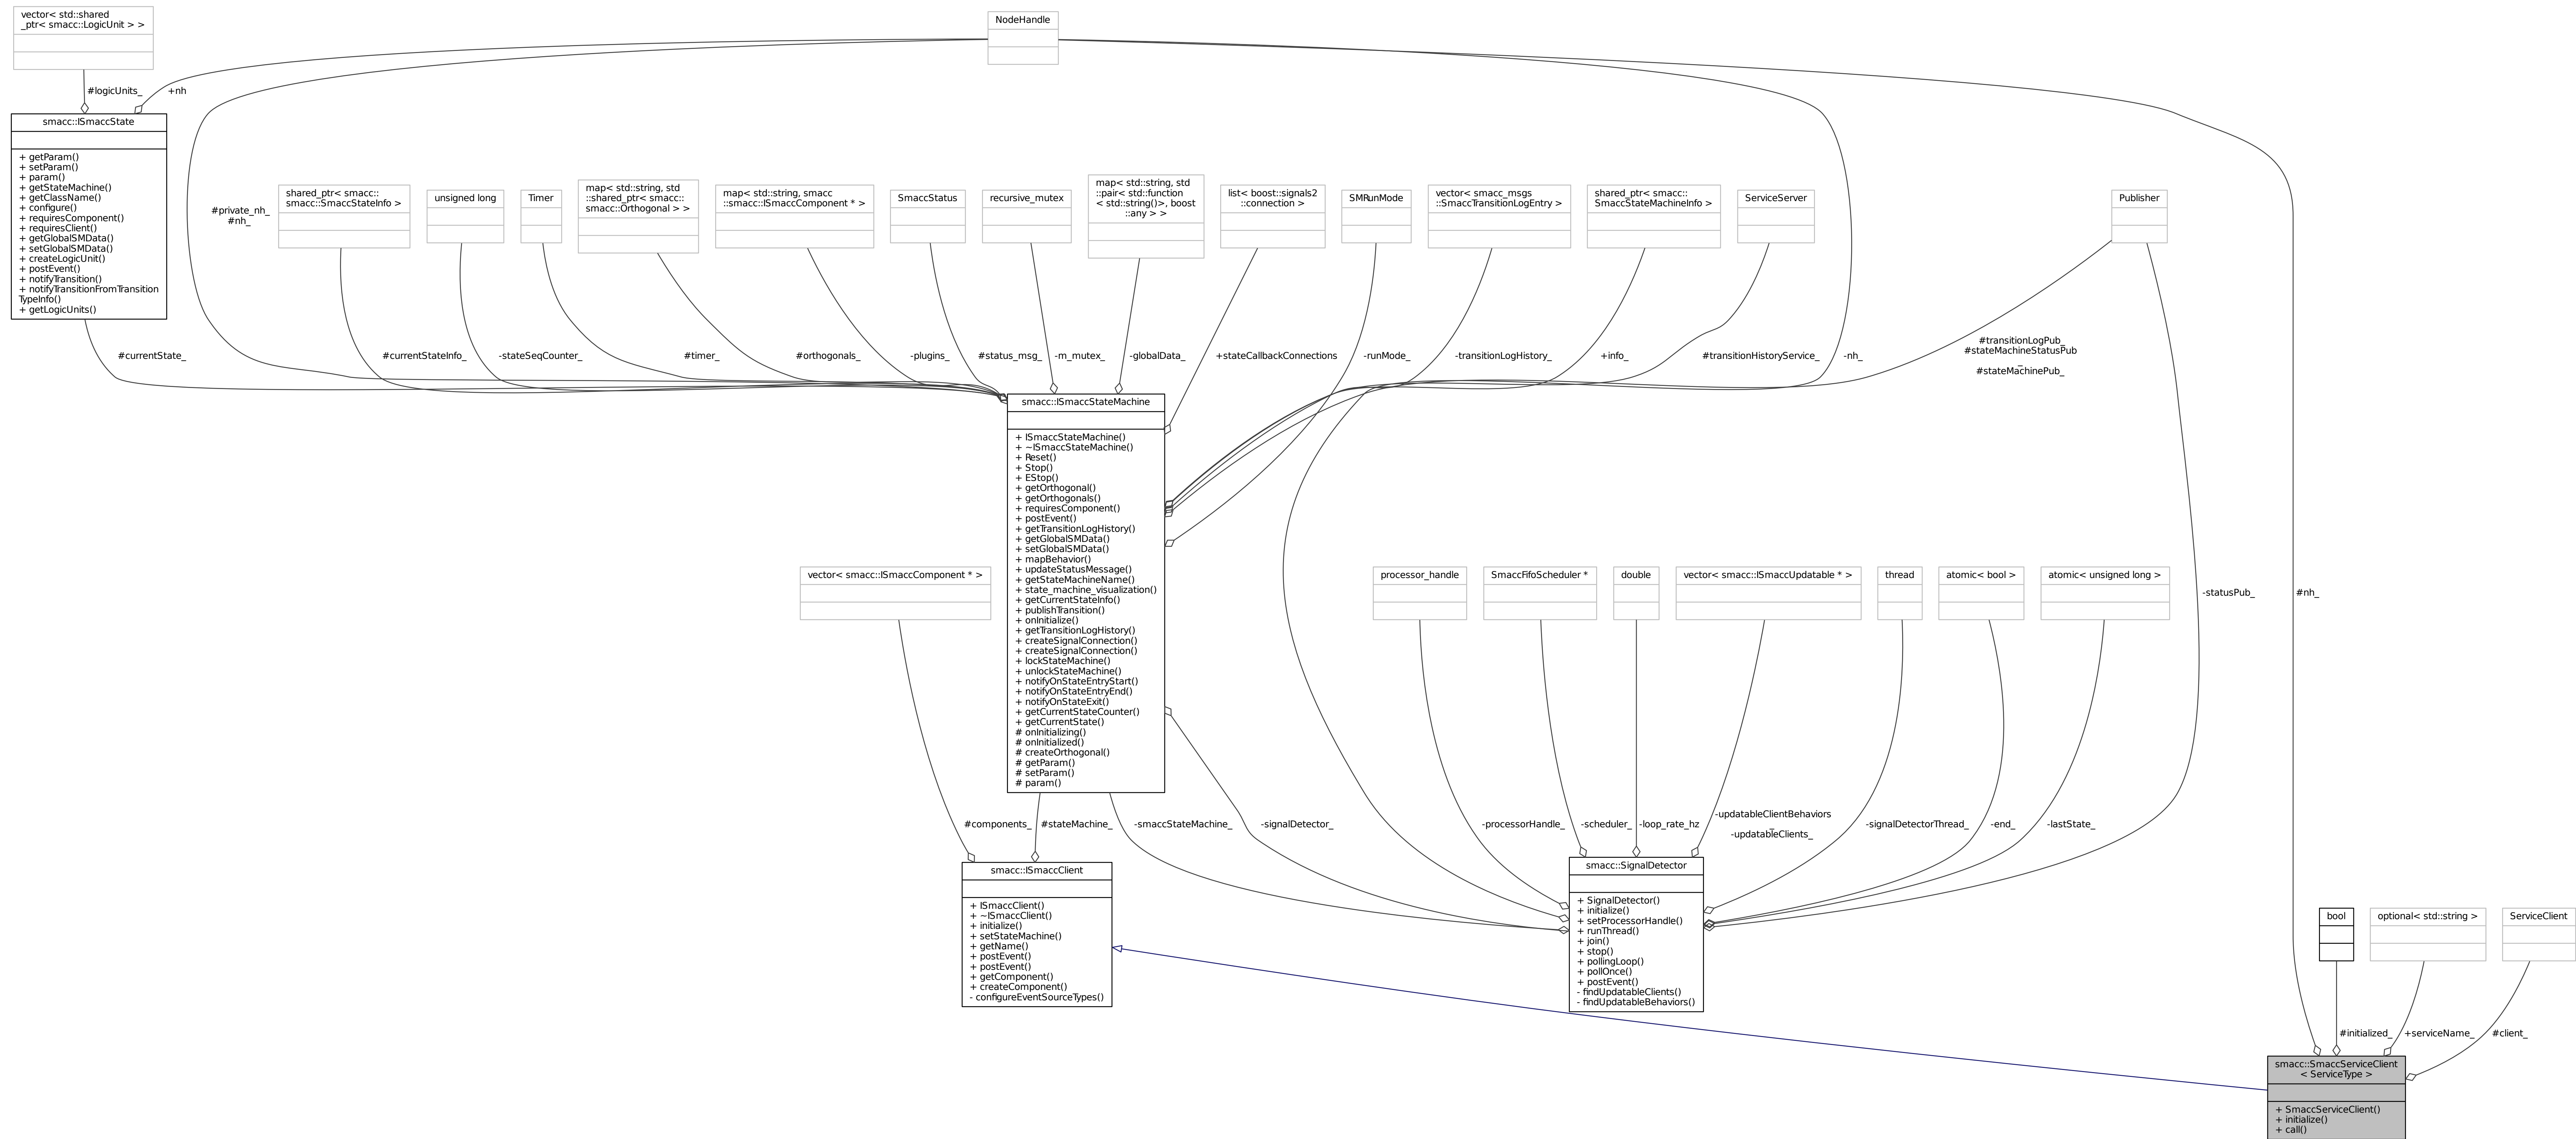 vector< std::shared
_ptr< smacc::LogicUnit > >
NodeHandle
#logicUnits_
+nh
smacc::ISmaccState
+ getParam()
+ setParam()
+ param()
+ getStateMachine()
+ getClassName()
+ configure()
+ requiresComponent()
+ requiresClient()
+ getGlobalSMData()
+ setGlobalSMData()
+ createLogicUnit()
+ postEvent()
+ notifyTransition()
+ notifyTransitionFromTransition
TypeInfo()
+ getLogicUnits()
#private_nh_
#nh_
shared_ptr< smacc::
smacc::SmaccStateInfo >
unsigned long
Timer
map< std::string, std
::shared_ptr< smacc::
smacc::Orthogonal > >
map< std::string, smacc
::smacc::ISmaccComponent * >
SmaccStatus
recursive_mutex
map< std::string, std
::pair< std::function
< std::string()>, boost
::any > >
list< boost::signals2
::connection >
SMRunMode
vector< smacc_msgs
::SmaccTransitionLogEntry >
shared_ptr< smacc::
SmaccStateMachineInfo >
ServiceServer
Publisher
#currentState_
#currentStateInfo_
-stateSeqCounter_
#timer_
#orthogonals_
-plugins_
#status_msg_
-m_mutex_
-globalData_
+stateCallbackConnections
-runMode_
-transitionLogHistory_
+info_
#transitionHistoryService_
-nh_
#transitionLogPub_
#stateMachineStatusPub
_
#stateMachinePub_
smacc::ISmaccStateMachine
+ ISmaccStateMachine()
+ ~ISmaccStateMachine()
+ Reset()
+ Stop()
+ EStop()
+ getOrthogonal()
+ getOrthogonals()
+ requiresComponent()
+ postEvent()
+ getTransitionLogHistory()
+ getGlobalSMData()
+ setGlobalSMData()
+ mapBehavior()
+ updateStatusMessage()
+ getStateMachineName()
+ state_machine_visualization()
+ getCurrentStateInfo()
+ publishTransition()
+ onInitialize()
+ getTransitionLogHistory()
+ createSignalConnection()
+ createSignalConnection()
+ lockStateMachine()
+ unlockStateMachine()
+ notifyOnStateEntryStart()
+ notifyOnStateEntryEnd()
+ notifyOnStateExit()
+ getCurrentStateCounter()
+ getCurrentState()
# onInitializing()
# onInitialized()
# createOrthogonal()
# getParam()
# setParam()
# param()
vector< smacc::ISmaccComponent * >
processor_handle
SmaccFifoScheduler *
double
vector< smacc::ISmaccUpdatable * >
thread
atomic< bool >
atomic< unsigned long >
-statusPub_
#nh_
#components_
#stateMachine_
-smaccStateMachine_
-signalDetector_
-processorHandle_
-scheduler_
-loop_rate_hz
-updatableClientBehaviors
_
-updatableClients_
-signalDetectorThread_
-end_
-lastState_
smacc::ISmaccClient
+ ISmaccClient()
+ ~ISmaccClient()
+ initialize()
+ setStateMachine()
+ getName()
+ postEvent()
+ postEvent()
+ getComponent()
+ createComponent()
- configureEventSourceTypes()
smacc::SignalDetector
+ SignalDetector()
+ initialize()
+ setProcessorHandle()
+ runThread()
+ join()
+ stop()
+ pollingLoop()
+ pollOnce()
+ postEvent()
- findUpdatableClients()
- findUpdatableBehaviors()
bool
optional< std::string >
ServiceClient
#initialized_
+serviceName_
#client_
smacc::SmaccServiceClient
< ServiceType >
+ SmaccServiceClient()
+ initialize()
+ call()